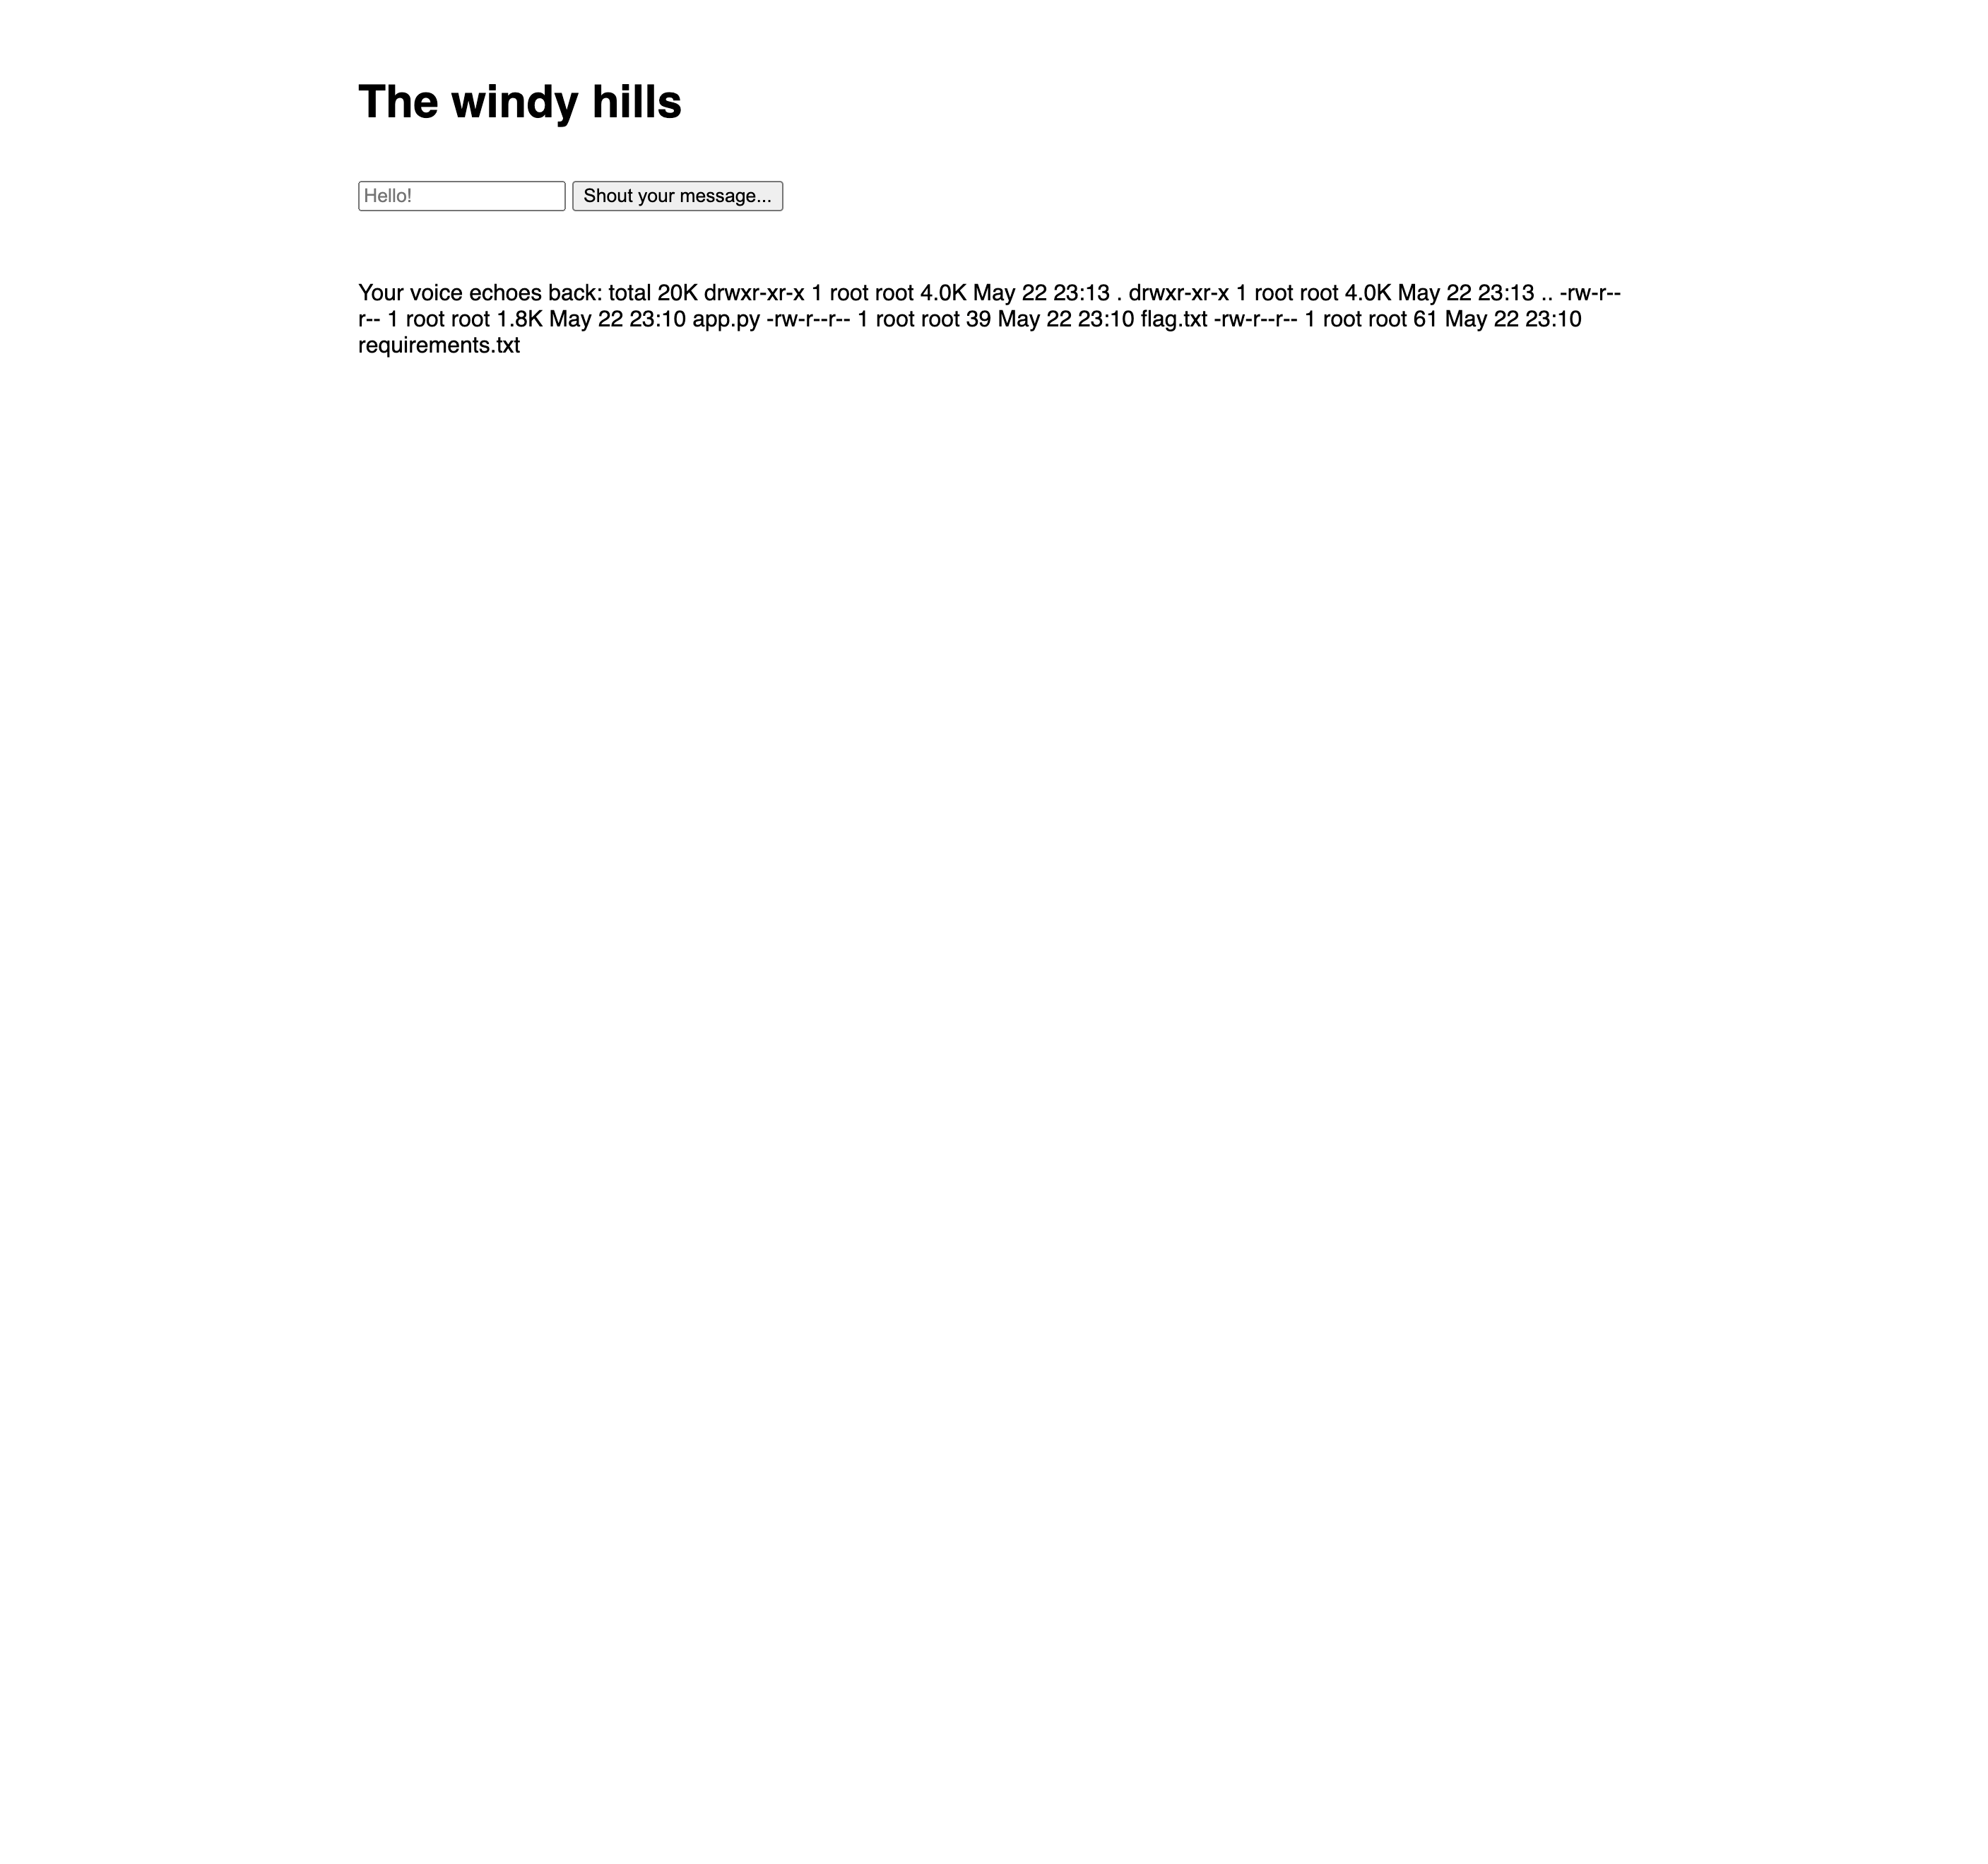 The windy hills
Hello!
Shout your message...
Your voice echoes back: total 20K drwxr-xr-x 1 root root 4.0K May 22 23:13 . drwxr-xr-x 1 root root 4.0K May 22 23:13 .. -rw-r--
r-- 1 root root 1.8K May 22 23:10 app.py -rw-r--r-- 1 root root 39 May 22 23:10 flag.txt -rw-r--r-- 1 root root 61 May 22 23:10
requirements.txt